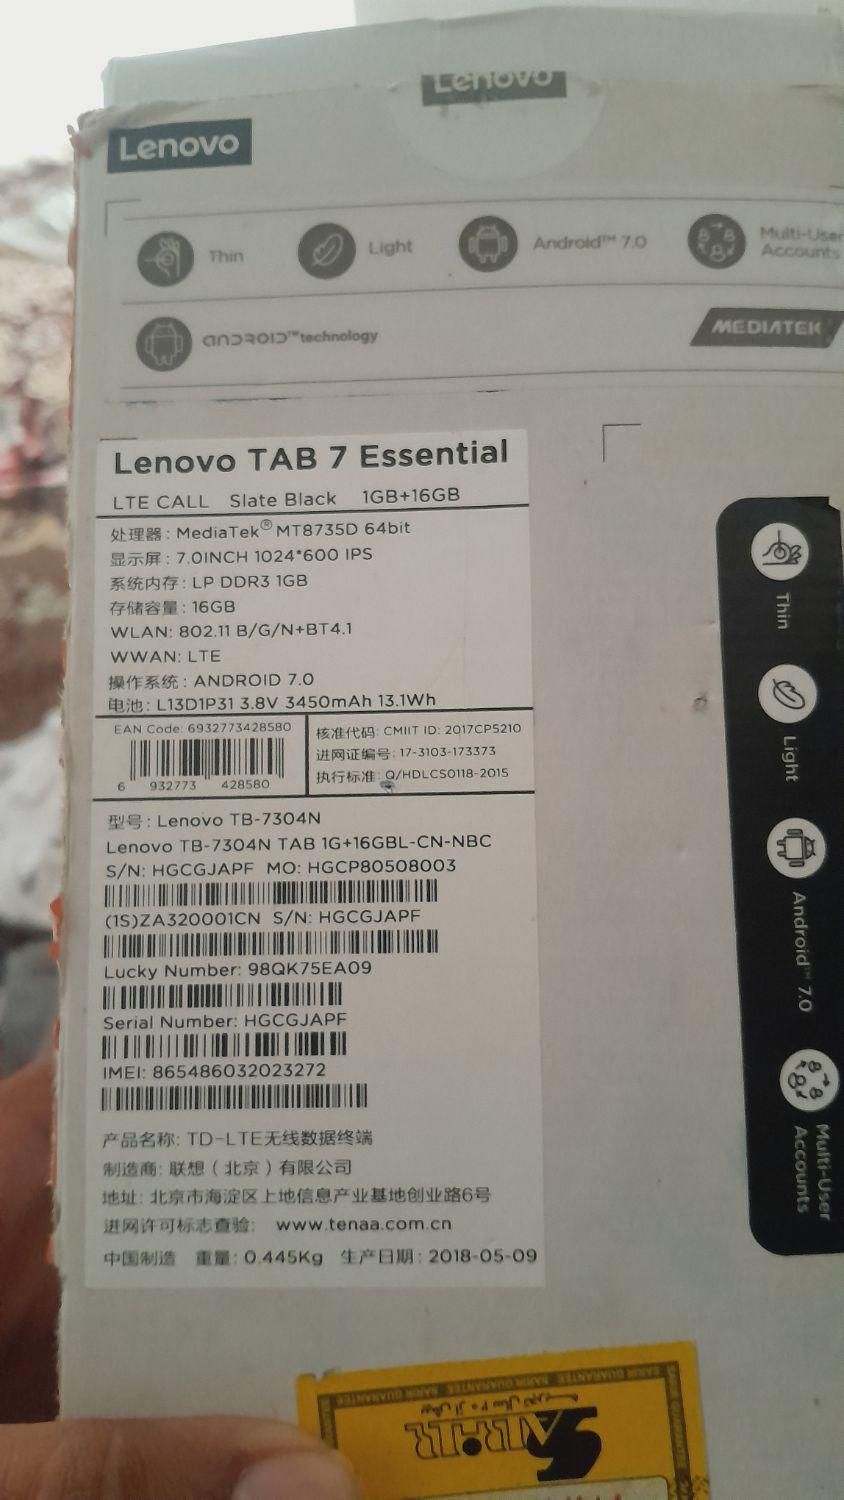 Lenovo
Lenovo
Thin
Light
Android™ 7.0
Multi-User
Accounts
ANDROID™technology
MEDIATEK
Lenovo TAB 7 Essential
LTE CALL Slate Black 1GB+16GB
处理器: MediaTek® MT8735D 64bit
显示屏: 7.0INCH 1024*600 IPS
系统内存: LP DDR3 1GB
存储容量: 16GB
WLAN: 802.11 B/G/N+BT4.1
WWAN: LTE
操作系统: ANDROID 7.0
电池: L13D1P31 3.8V 3450mAh 13.1Wh
EAN Code: 6932773428580
6 932773 428580
核准代码: CMIIT ID: 2017CP5210
进网证编号: 17-3103-173373
执行标准: Q/HDLCS0118-2015
型号: Lenovo TB-7304N
Lenovo TB-7304N TAB 1G+16GBL-CN-NBC
S/N: HGCGJAPF MO: HGCP80508003
(1S)ZA320001CN S/N: HGCGJAPF
Lucky Number: 98QK75EA09
Serial Number: HGCGJAPF
IMEI: 865486032023272
产品名称: TD-LTE无线数据终端
制造商: 联想（北京）有限公司
地址: 北京市海淀区上地信息产业基地创业路6号
进网许可标志查验: www.tenaa.com.cn
中国制造 重量: 0.445Kg 生产日期: 2018-05-09
Thin
Light
Android™ 7.0
Multi-User
Accounts
SARIR GUARANTEE SARIR GUARANTEE
بیش از ۲۰ سال تجربه
SARIR